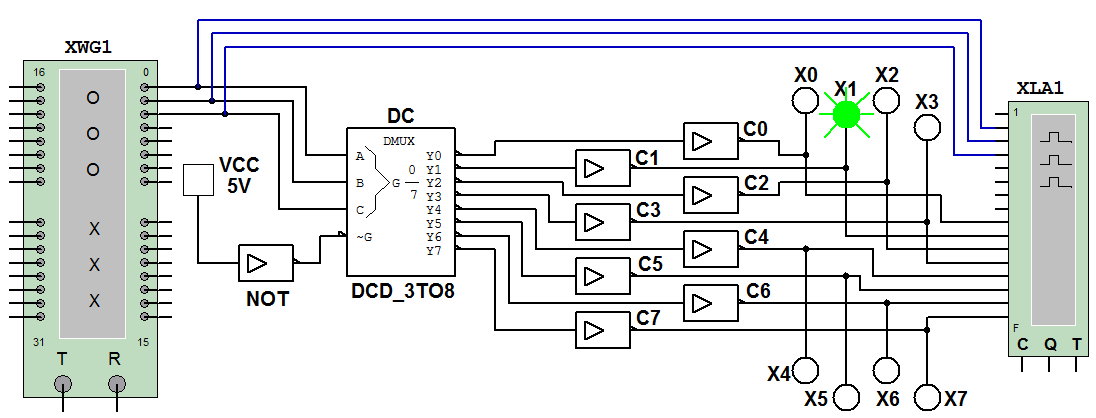 XWG1
16 0
O
O
O
X
X
X
31 15
T R
VCC
5V
NOT
DC
DMUX
A
B
C
~G
G
0
7
Y0
Y1
Y2
Y3
Y4
Y5
Y6
Y7
DCD_3TO8
C0
C1
C2
C3
C4
C5
C6
C7
X0
X1
X2
X3
X4
X5
X6
X7
XLA1
1
F
C Q T